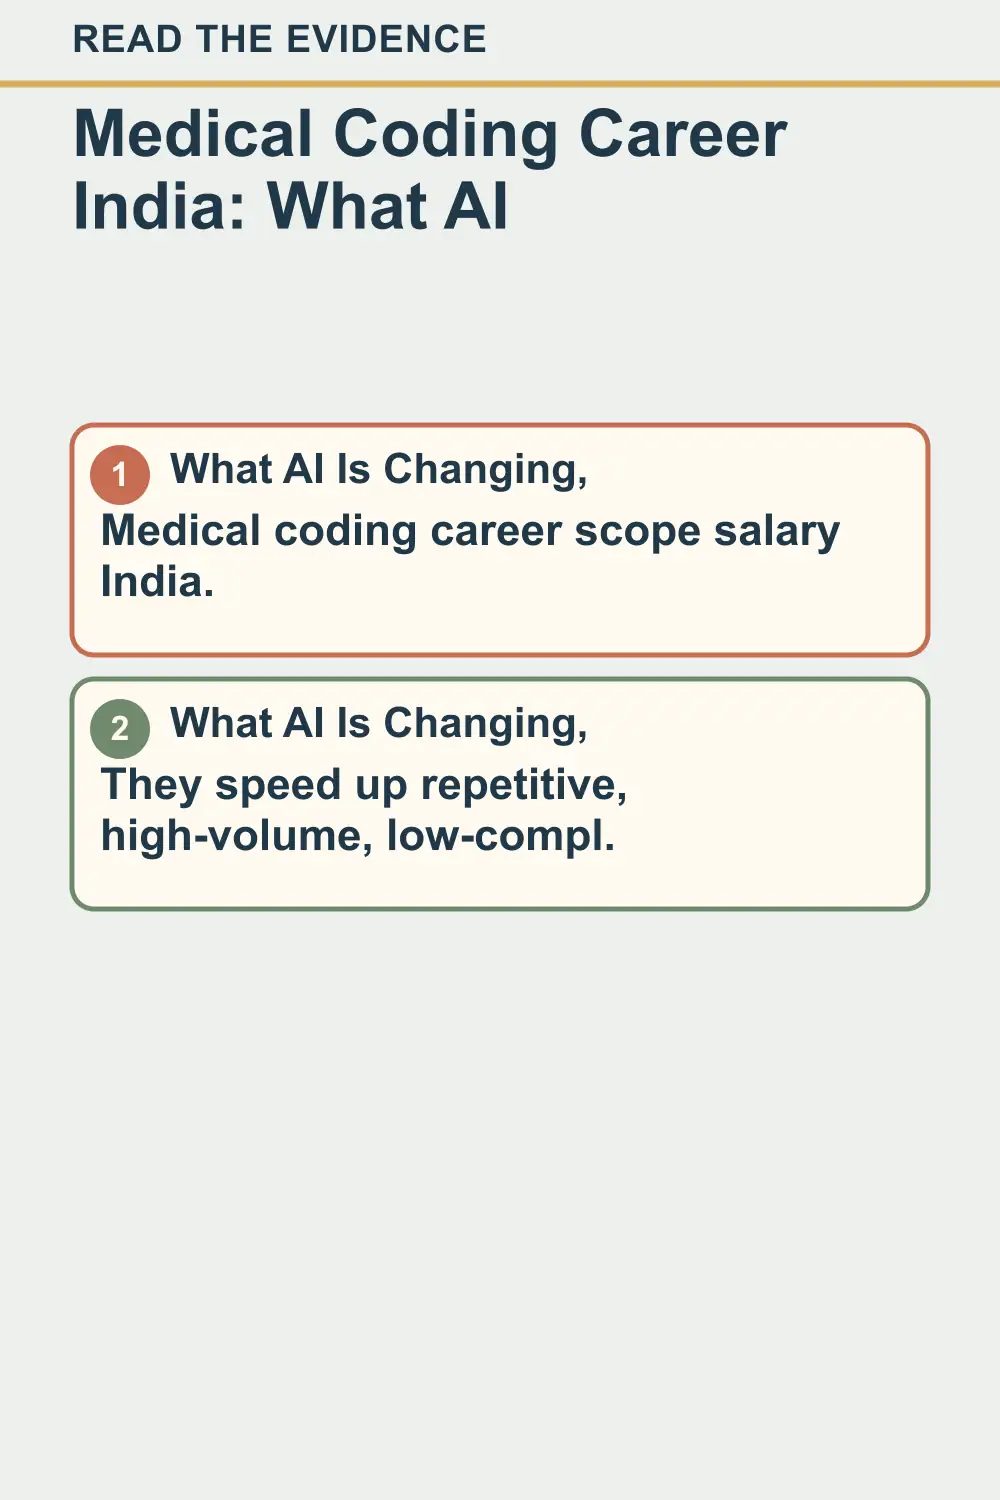 READ THE EVIDENCE
Medical Coding Career
India: What AI
1 What AI Is Changing,
Medical coding career scope salary
India.
2 What AI Is Changing,
They speed up repetitive,
high-volume, low-compl.